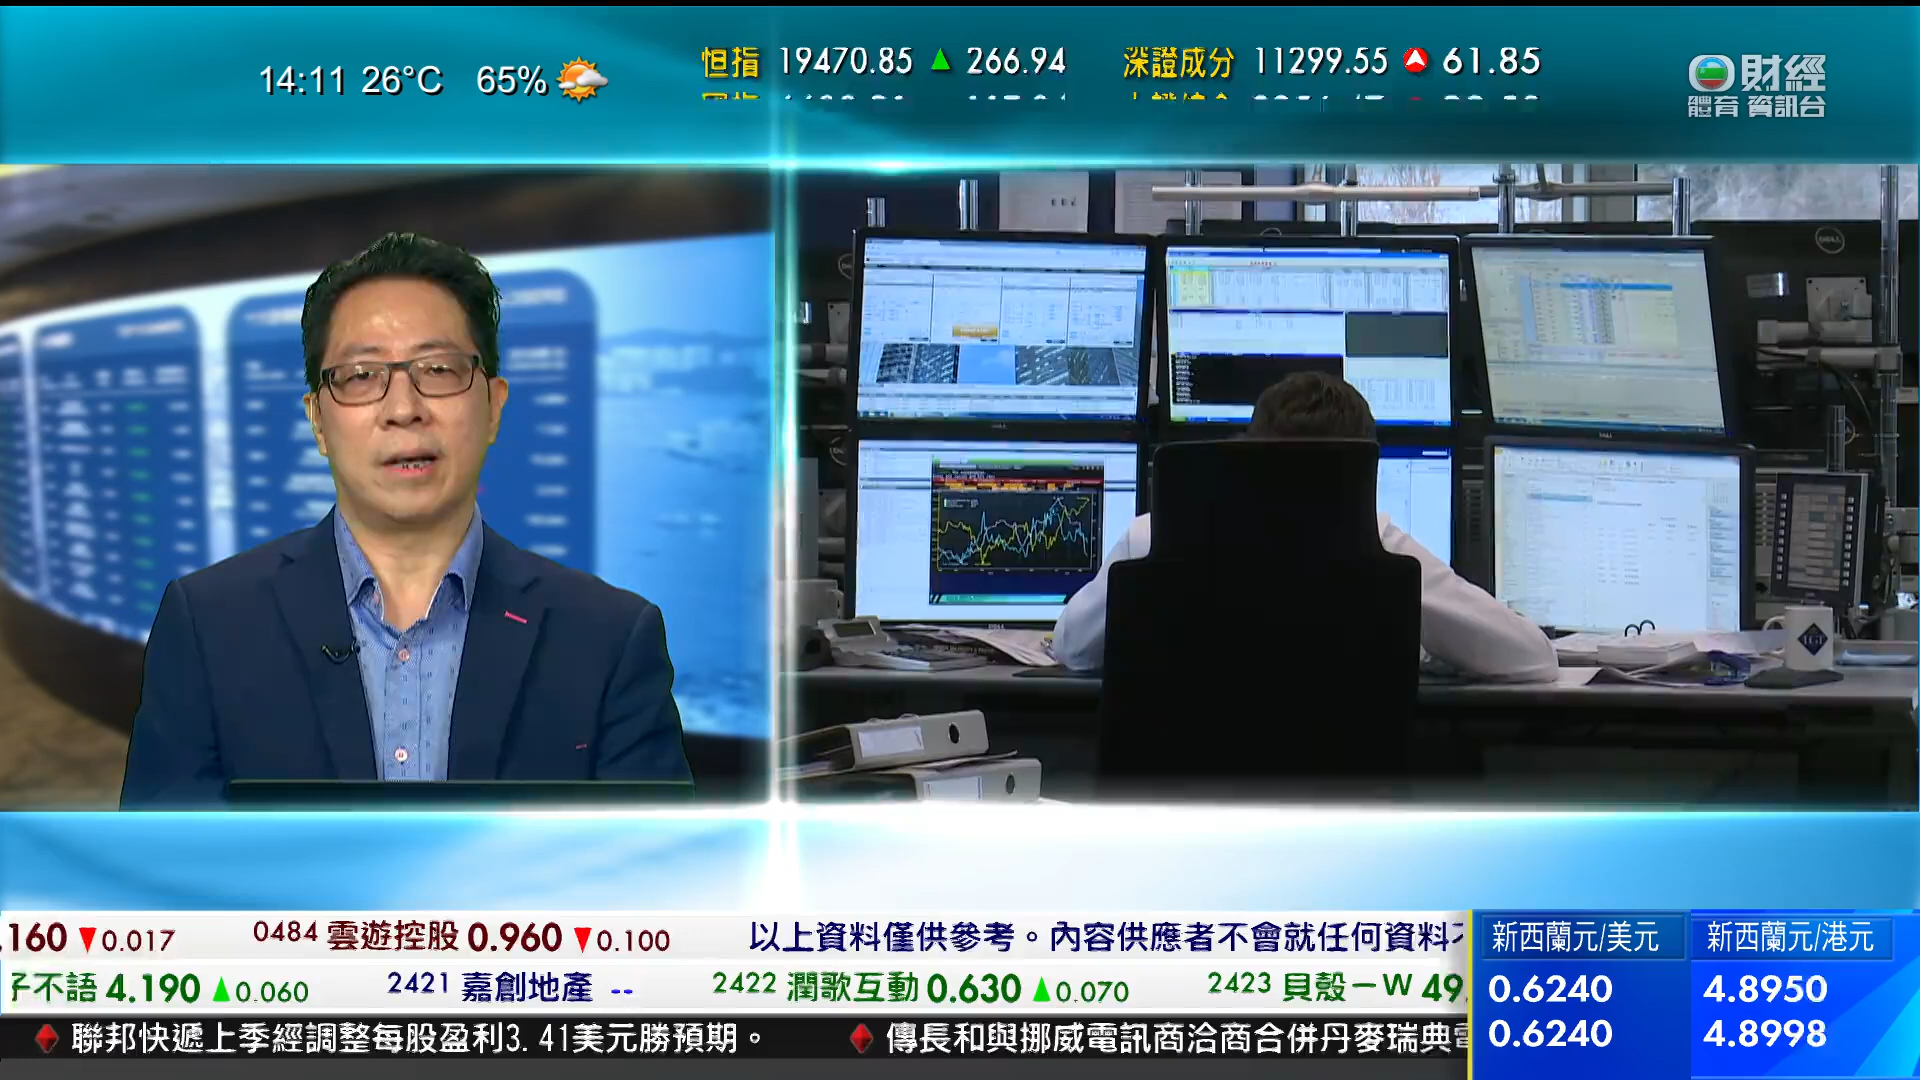 14:11 26°C 65%
恒指 19470.85 ▲ 266.94 深證成分 11299.55 61.85
財經
體育 資訊台
DELL
TGT
.160 ▼0.017 0484 雲遊控股 0.960 ▼0.100 以上資料僅供參考。內容供應者不會就任何資料
子不語 4.190 ▲0.060 2421 嘉創地產 -- 2422 潤歌互動 0.630 ▲0.070 2423 貝殼－W 49.
聯邦快遞上季經調整每股盈利3.41美元勝預期。 傳長和與挪威電訊商洽商合併丹麥瑞典
新西蘭元/美元 新西蘭元/港元
0.6240 4.8950
0.6240 4.8998